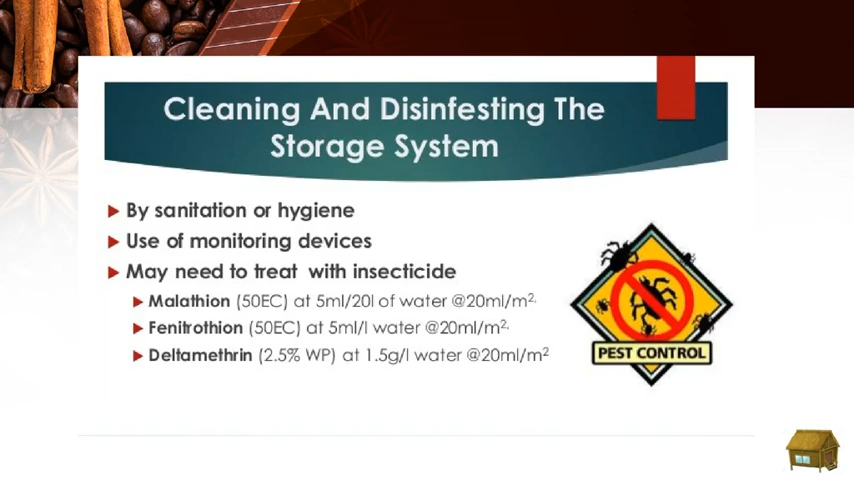 Cleaning And Disinfesting The
Storage System
By sanitation or hygiene
Use of monitoring devices
May need to treat with insecticide
Malathion (50EC) at 5ml/20l of water @20ml/m².
Fenitrothion (50EC) at 5ml/l water @20ml/m².
Deltamethrin (2.5% WP) at 1.5g/l water @20ml/m²
PEST CONTROL